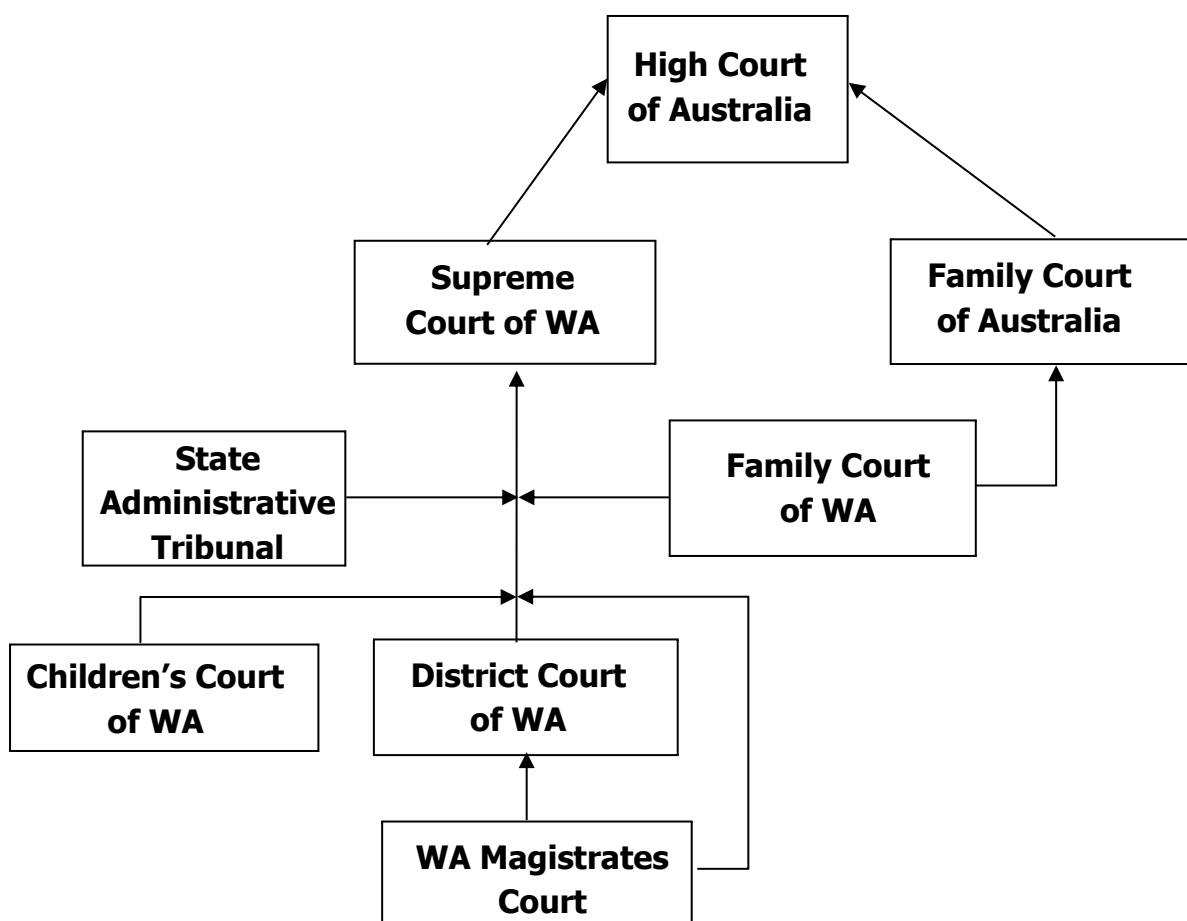 High Court
of Australia
Supreme
Court of WA
Family Court
of Australia
State
Administrative
Tribunal
Family Court
of WA
Children’s Court
of WA
District Court
of WA
WA Magistrates
Court